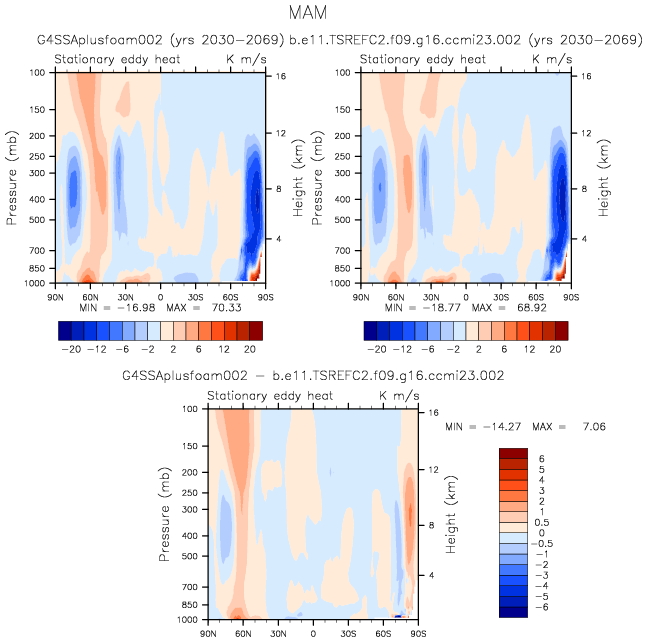 MAM
G4SSAplusfoam002 (yrs 2030-2069) b.e11.TSREFC2.f09.g16.ccmi23.002 (yrs 2030-2069)
Stationary eddy heat K m/s Stationary eddy heat K m/s
100 16 100 16
150 150
200 12 200 12
250 250
300 8 300 8
400 400
500 500
700 4 700 4
850 850
1000 1000
Pressure (mb) Height (km) Pressure (mb) Height (km)
90N 60N 30N 0 30S 60S 90S 90N 60N 30N 0 30S 60S 90S
MIN = -16.98 MAX = 70.33 MIN = -18.77 MAX = 68.92
-20 -12 -6 -2 2 6 12 20 -20 -12 -6 -2 2 6 12 20
G4SSAplusfoam002 - b.e11.TSREFC2.f09.g16.ccmi23.002
Stationary eddy heat K m/s
MIN = -14.27 MAX = 7.06
100 16
150
200 12
250
300 8
400
500
700 4
850
1000
Pressure (mb) Height (km)
90N 60N 30N 0 30S 60S 90S
6
5
4
3
2
1
0.5
0
-0.5
-1
-2
-3
-4
-5
-6